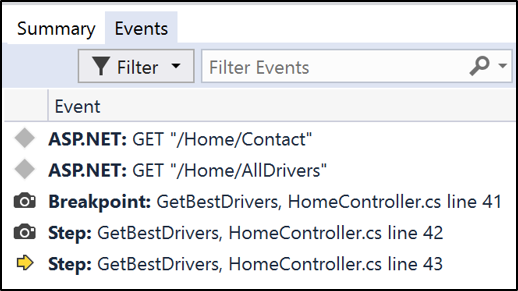 Summary Events
Filter Filter Events
Event
ASP.NET: GET "/Home/Contact"
ASP.NET: GET "/Home/AllDrivers"
Breakpoint: GetBestDrivers, HomeController.cs line 41
Step: GetBestDrivers, HomeController.cs line 42
Step: GetBestDrivers, HomeController.cs line 43